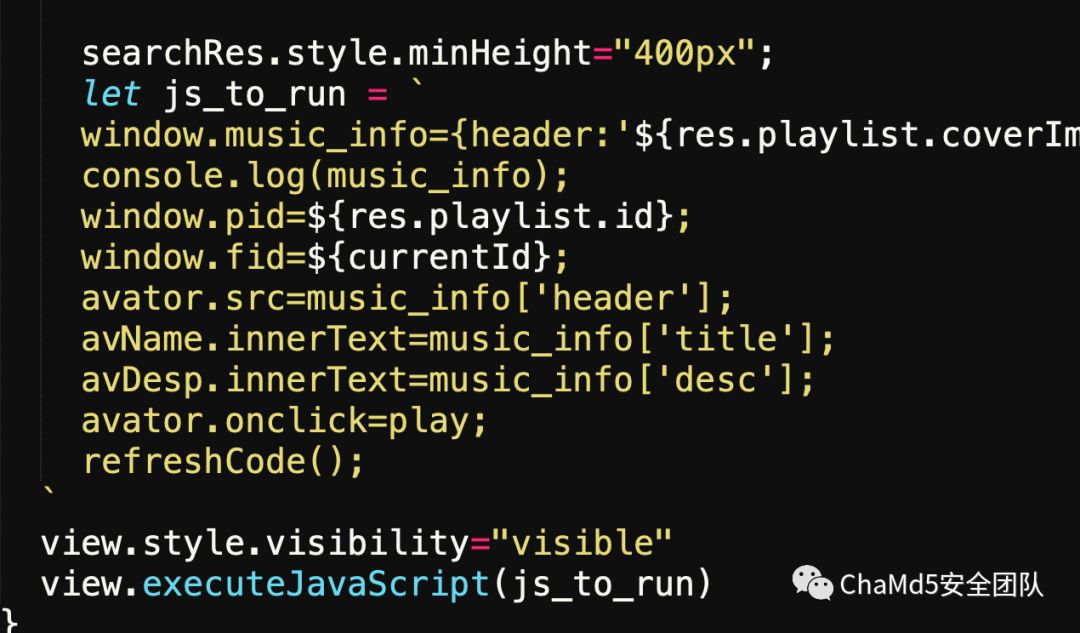 searchRes.style.minHeight="400px";
let js_to_run = `
window.music_info={header:'${res.playlist.coverIm
console.log(music_info);
window.pid=${res.playlist.id};
window.fid=${currentId};
avator.src=music_info['header'];
avName.innerText=music_info['title'];
avDesp.innerText=music_info['desc'];
avator.onclick=play;
refreshCode();
`
view.style.visibility="visible"
view.executeJavaScript(js_to_run)
ChaMd5安全团队
}